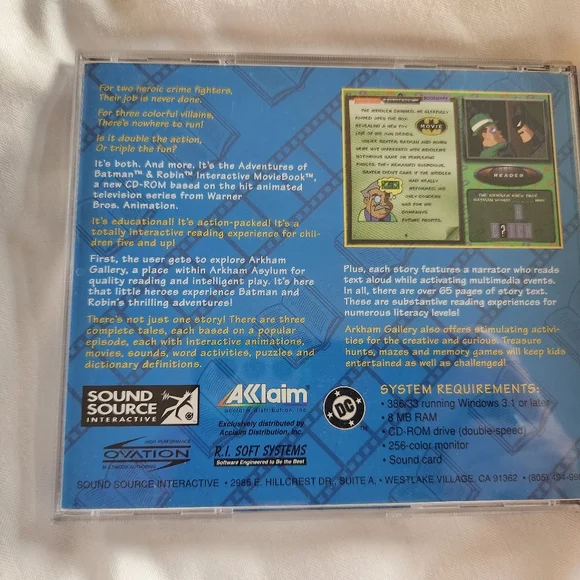 For two heroic crime fighters,
Their job is never done.
For three colorful villains,
There's nowhere to run!
Is it double the action,
Or triple the fun?
It's both. And more. It's the Adventures of
Batman™ & Robin™ Interactive MovieBook™,
a new CD-ROM based on the hit animated
television series from Warner
Bros. Animation.
It's educational! It's action-packed! It's a
totally interactive reading experience for chil-
dren five and up!
First, the user gets to explore Arkham
Gallery, a place within Arkham Asylum for
quality reading and intelligent play. It's here
that little heroes experience Batman and
Robin's thrilling adventures!
There's not just one story! There are three
complete tales, each based on a popular
episode, each with interactive animations,
movies, sounds, word activities, puzzles and
dictionary definitions.
MOVIE
READER
Plus, each story features a narrator who reads
text aloud while activating multimedia events.
In all, there are over 65 pages of story text.
These are substantive reading experiences for
numerous literacy levels!
Arkham Gallery also offers stimulating activi-
ties for the creative and curious. Treasure
hunts, mazes and memory games will keep kids
entertained as well as challenged!
SOUND
SOURCE
INTERACTIVE
AKklaim
acclaim distribution, inc
Exclusively distributed by
Acclaim Distribution, Inc.
DC
TM
HIGH PERFORMANCE
OVATION
MULTIMEDIA AUTHORING
R.I. SOFT SYSTEMS
Software Engineered to Be the Best
SYSTEM REQUIREMENTS:
• 386/33 running Windows 3.1 or later
• 8 MB RAM
• CD-ROM drive (double-speed)
• 256-color monitor
• Sound card
SOUND SOURCE INTERACTIVE • 2985 E. HILLCREST DR., SUITE A, • WESTLAKE VILLAGE, CA 91362 • (805) 494-99